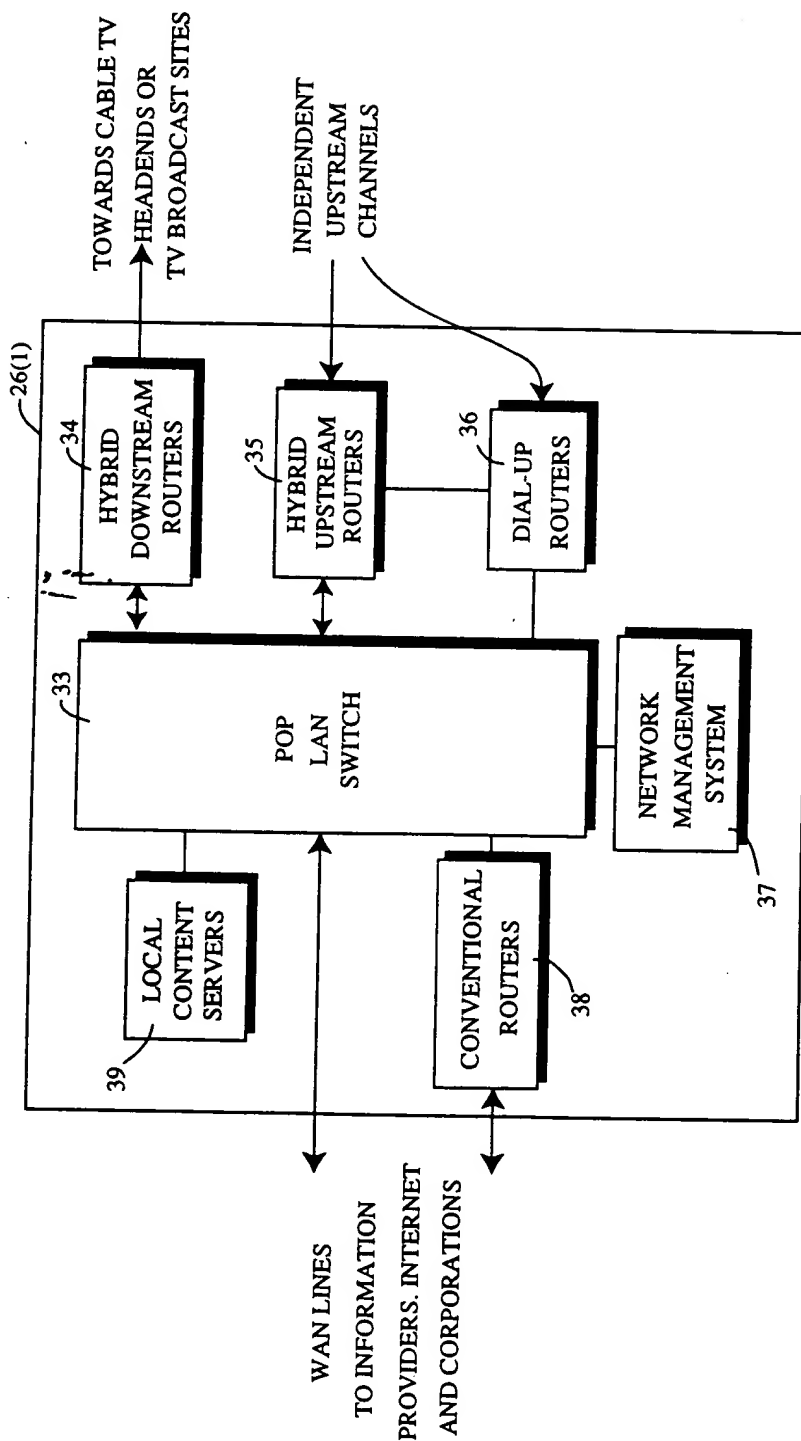 26(1)
TOWARDS CABLE TV
HEADENDS OR
TV BROADCAST SITES
34
HYBRID
DOWNSTREAM
ROUTERS
INDEPENDENT
UPSTREAM
CHANNELS
35
HYBRID
UPSTREAM
ROUTERS
36
DIAL-UP
ROUTERS
33
POP
LAN
SWITCH
NETWORK
MANAGEMENT
SYSTEM
37
LOCAL
CONTENT
SERVERS
39
CONVENTIONAL
ROUTERS
38
WAN LINES
TO INFORMATION
PROVIDERS. INTERNET
AND CORPORATIONS